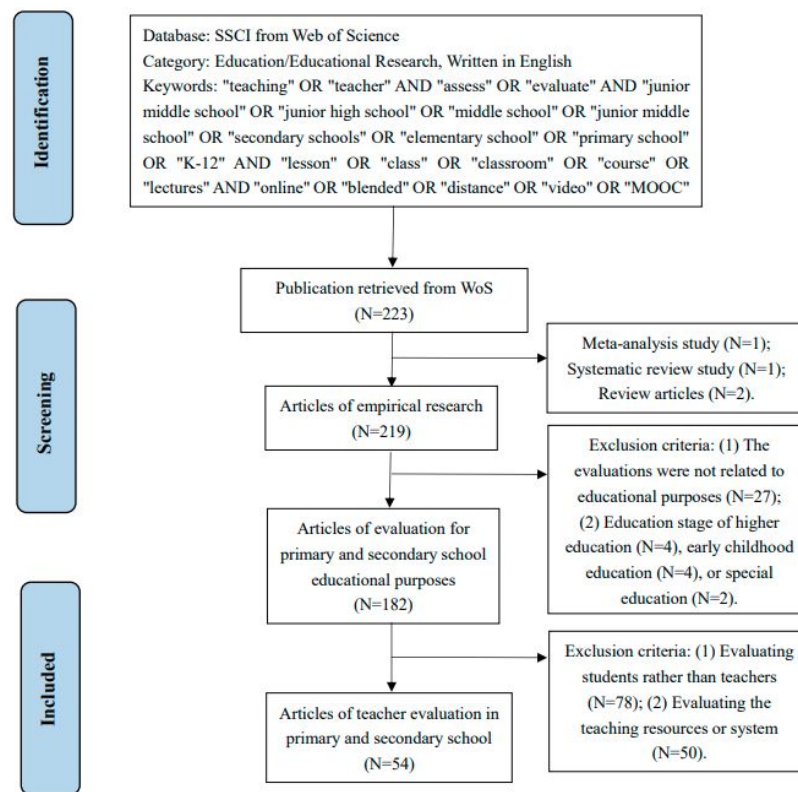 Identification
Database: SSCI from Web of Science
Category: Education/Educational Research, Written in English
Keywords: "teaching" OR "teacher" AND "assess" OR "evaluate" AND "junior
middle school" OR "junior high school" OR "middle school" OR "junior middle
school" OR "secondary schools" OR "elementary school" OR "primary school"
OR "K-12" AND "lesson" OR "class" OR "classroom" OR "course" OR
"lectures" AND "online" OR "blended" OR "distance" OR "video" OR "MOOC"
Screening
Publication retrieved from WoS
(N=223)
Meta-analysis study (N=1);
Systematic review study (N=1);
Review articles (N=2).
Articles of empirical research
(N=219)
Exclusion criteria: (1) The
evaluations were not related to
educational purposes (N=27);
(2) Education stage of higher
education (N=4), early childhood
education (N=4), or special
education (N=2).
Articles of evaluation for
primary and secondary school
educational purposes
(N=182)
Included
Exclusion criteria: (1) Evaluating
students rather than teachers
(N=78); (2) Evaluating the
teaching resources or system
(N=50).
Articles of teacher evaluation in
primary and secondary school
(N=54)